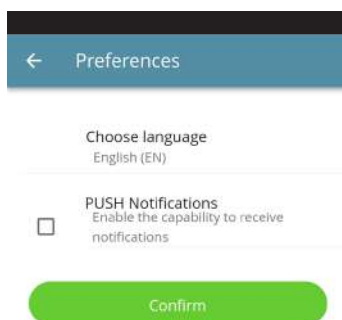 Preferences
Choose language
English (EN)
PUSH Notifications
Enable the capability to receive
notifications
Confirm